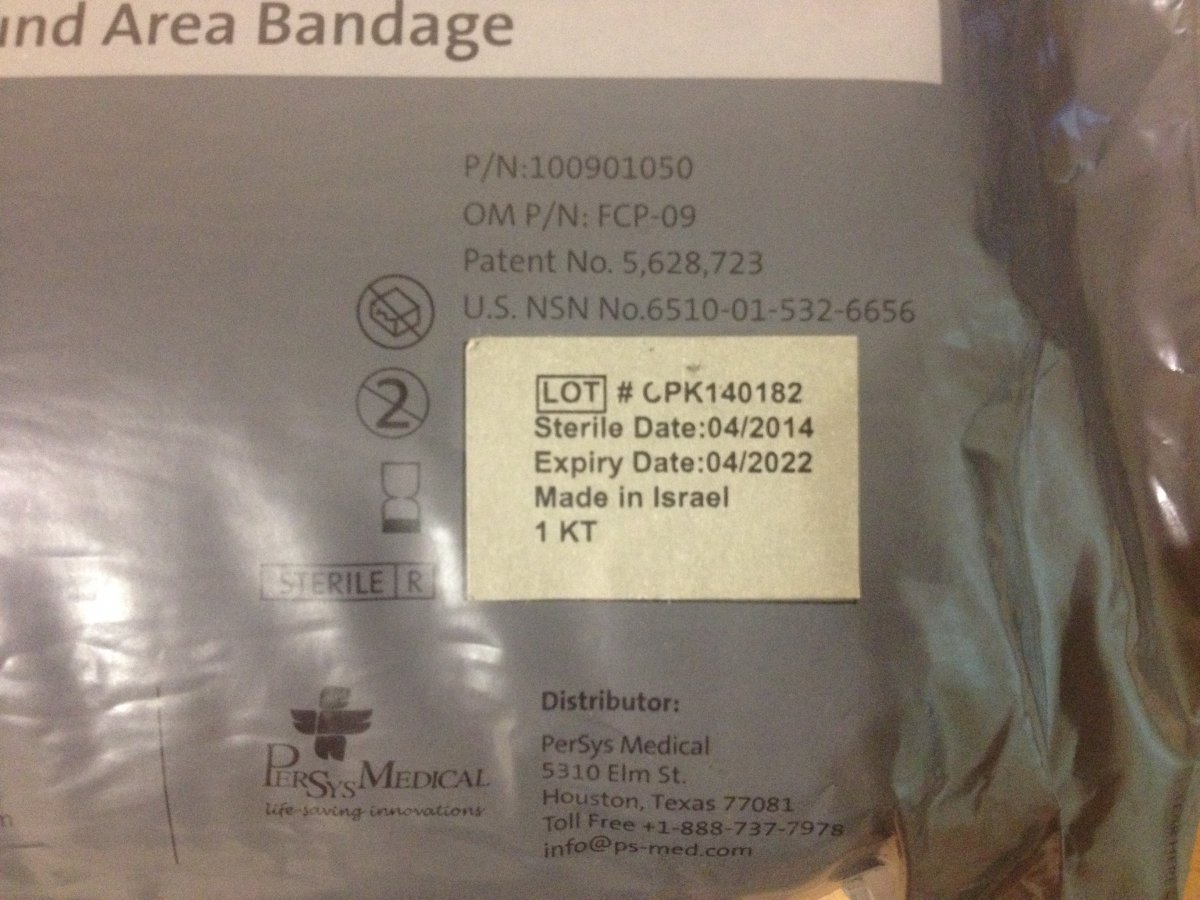 und Area Bandage
P/N:100901050
OM P/N: FCP-09
Patent No. 5,628,723
U.S. NSN No.6510-01-532-6656
LOT # CPK140182
Sterile Date:04/2014
Expiry Date:04/2022
Made in Israel
1 KT
2
STERILE R
PERSYS MEDICAL
life-saving innovations
Distributor:
PerSys Medical
5310 Elm St.
Houston, Texas 77081
Toll Free +1-888-737-7978
info@ps-med.com